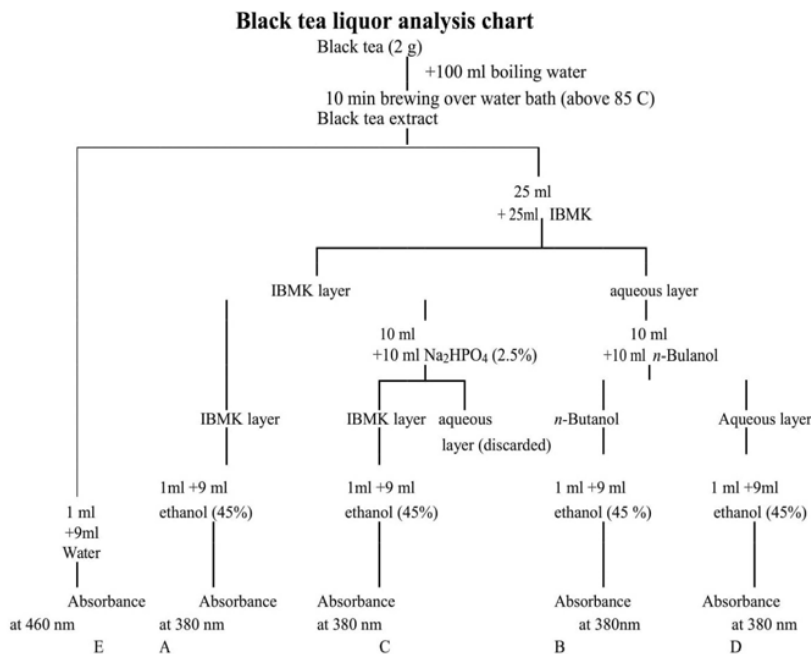 Black tea liquor analysis chart
Black tea (2 g)
+100 ml boiling water
10 min brewing over water bath (above 85 C)
Black tea extract
25 ml
+ 25ml IBMK
IBMK layer
aqueous layer
10 ml
+10 ml Na₂HPO₄ (2.5%)
10 ml
+10 ml n-Bulanol
IBMK layer
IBMK layer
aqueous
layer (discarded)
n-Butanol
Aqueous layer
1 ml
+9ml
Water
1ml +9 ml
ethanol (45%)
1ml +9 ml
ethanol (45%)
1 ml +9 ml
ethanol (45 %)
1 ml +9ml
ethanol (45%)
Absorbance
at 460 nm
E
Absorbance
at 380 nm
A
Absorbance
at 380 nm
C
Absorbance
at 380nm
B
Absorbance
at 380 nm
D